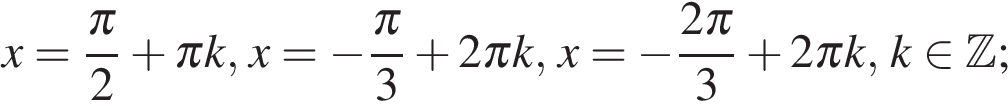 x = π/2 + πk, x = −π/3 + 2πk, x = −2π/3 + 2πk, k ∈ ℤ;